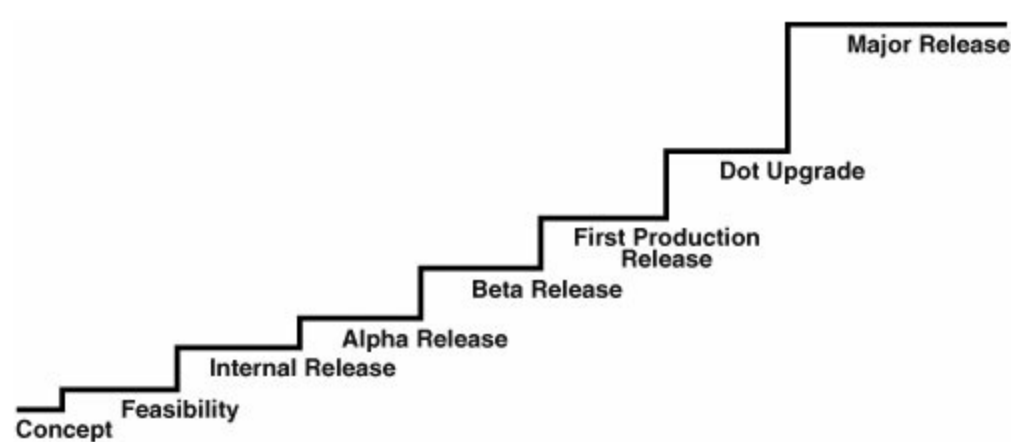 Major Release
Dot Upgrade
First Production
Release
Beta Release
Alpha Release
Internal Release
Feasibility
Concept